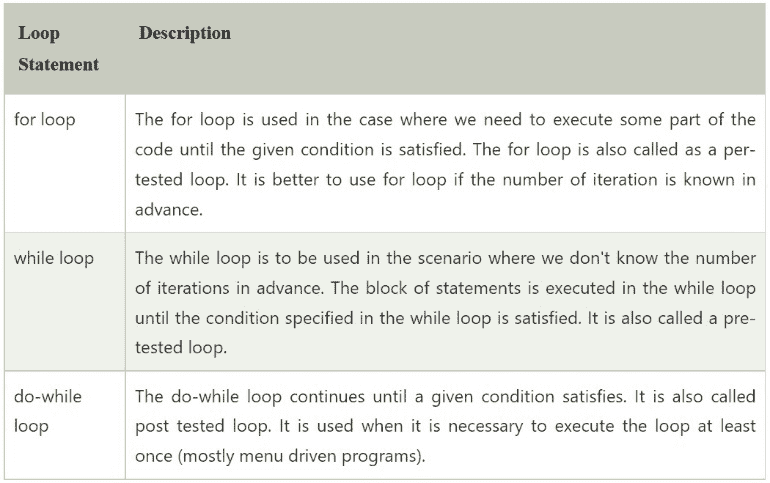 Loop Statement
Description
for loop
The for loop is used in the case where we need to execute some part of the
code until the given condition is satisfied. The for loop is also called as a per-
tested loop. It is better to use for loop if the number of iteration is known in
advance.
while loop
The while loop is to be used in the scenario where we don't know the number
of iterations in advance. The block of statements is executed in the while loop
until the condition specified in the while loop is satisfied. It is also called a pre-
tested loop.
do-while
loop
The do-while loop continues until a given condition satisfies. It is also called
post tested loop. It is used when it is necessary to execute the loop at least
once (mostly menu driven programs).